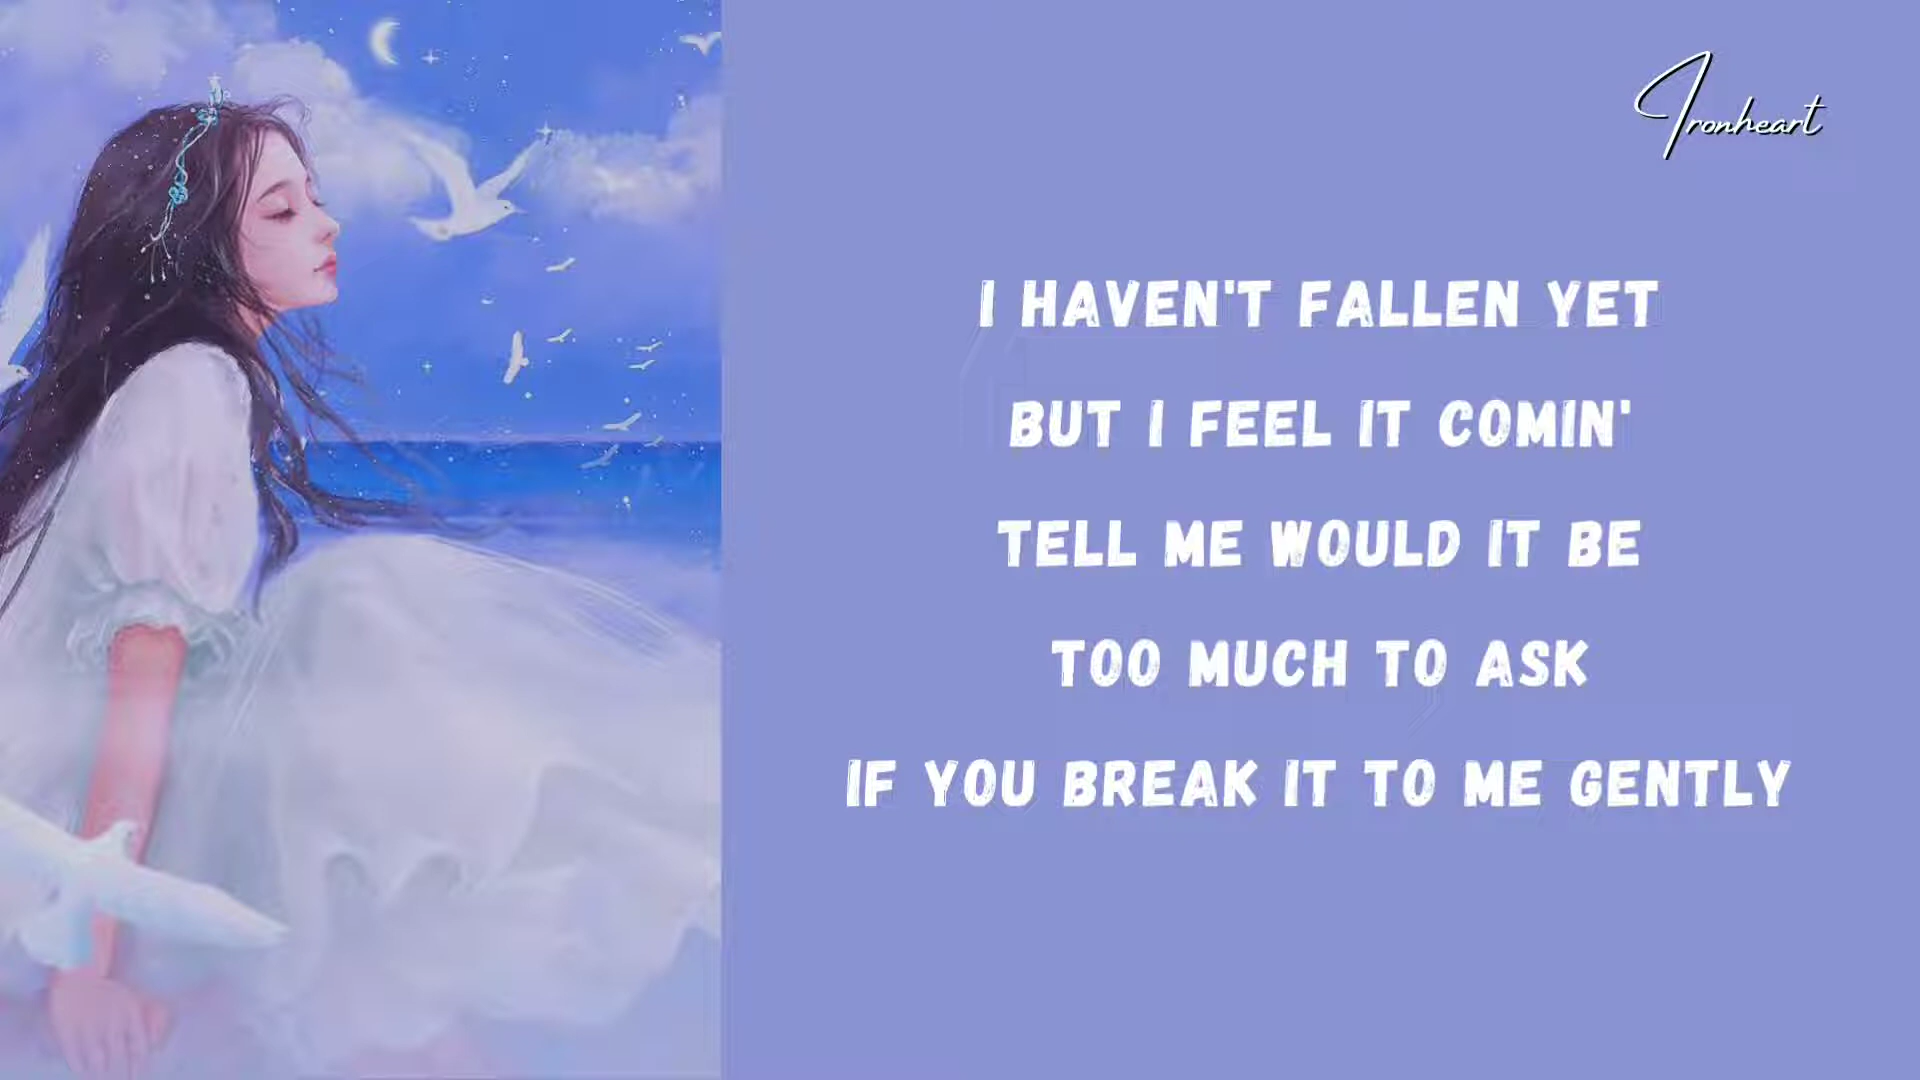 Ironheart
I HAVEN'T FALLEN YET
BUT I FEEL IT COMIN'
TELL ME WOULD IT BE
TOO MUCH TO ASK
IF YOU BREAK IT TO ME GENTLY